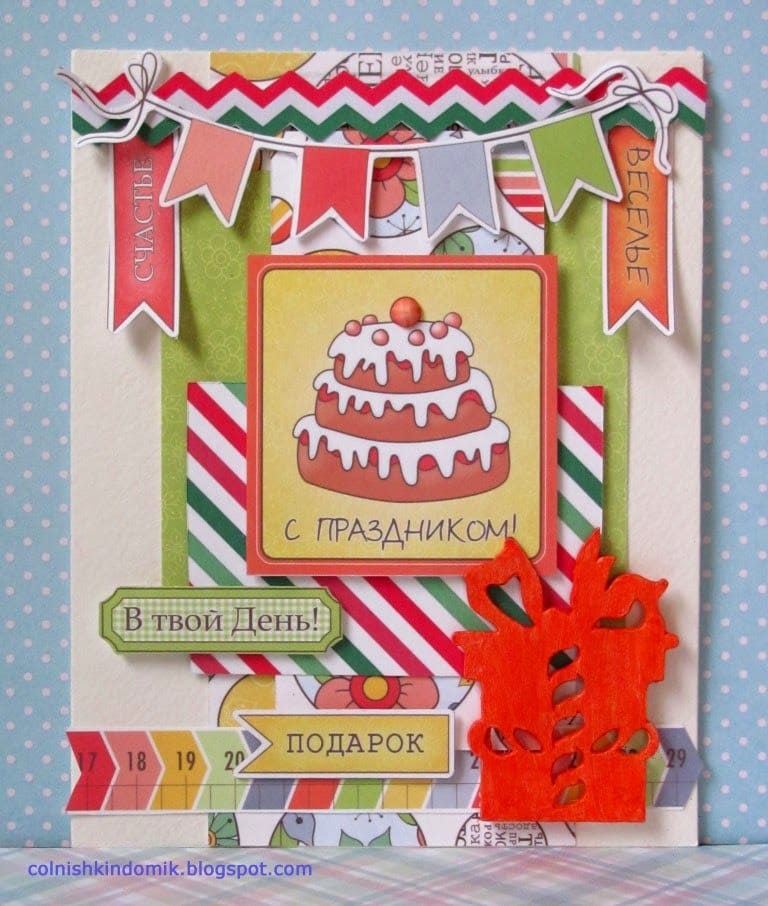 СЧАСТЬЕ
ВЕСЕЛЬЕ
С ПРАЗДНИКОМ!
В твой День!
ПОДАРОК
17 18 19 20 29
colnishkindomik.blogspot.com